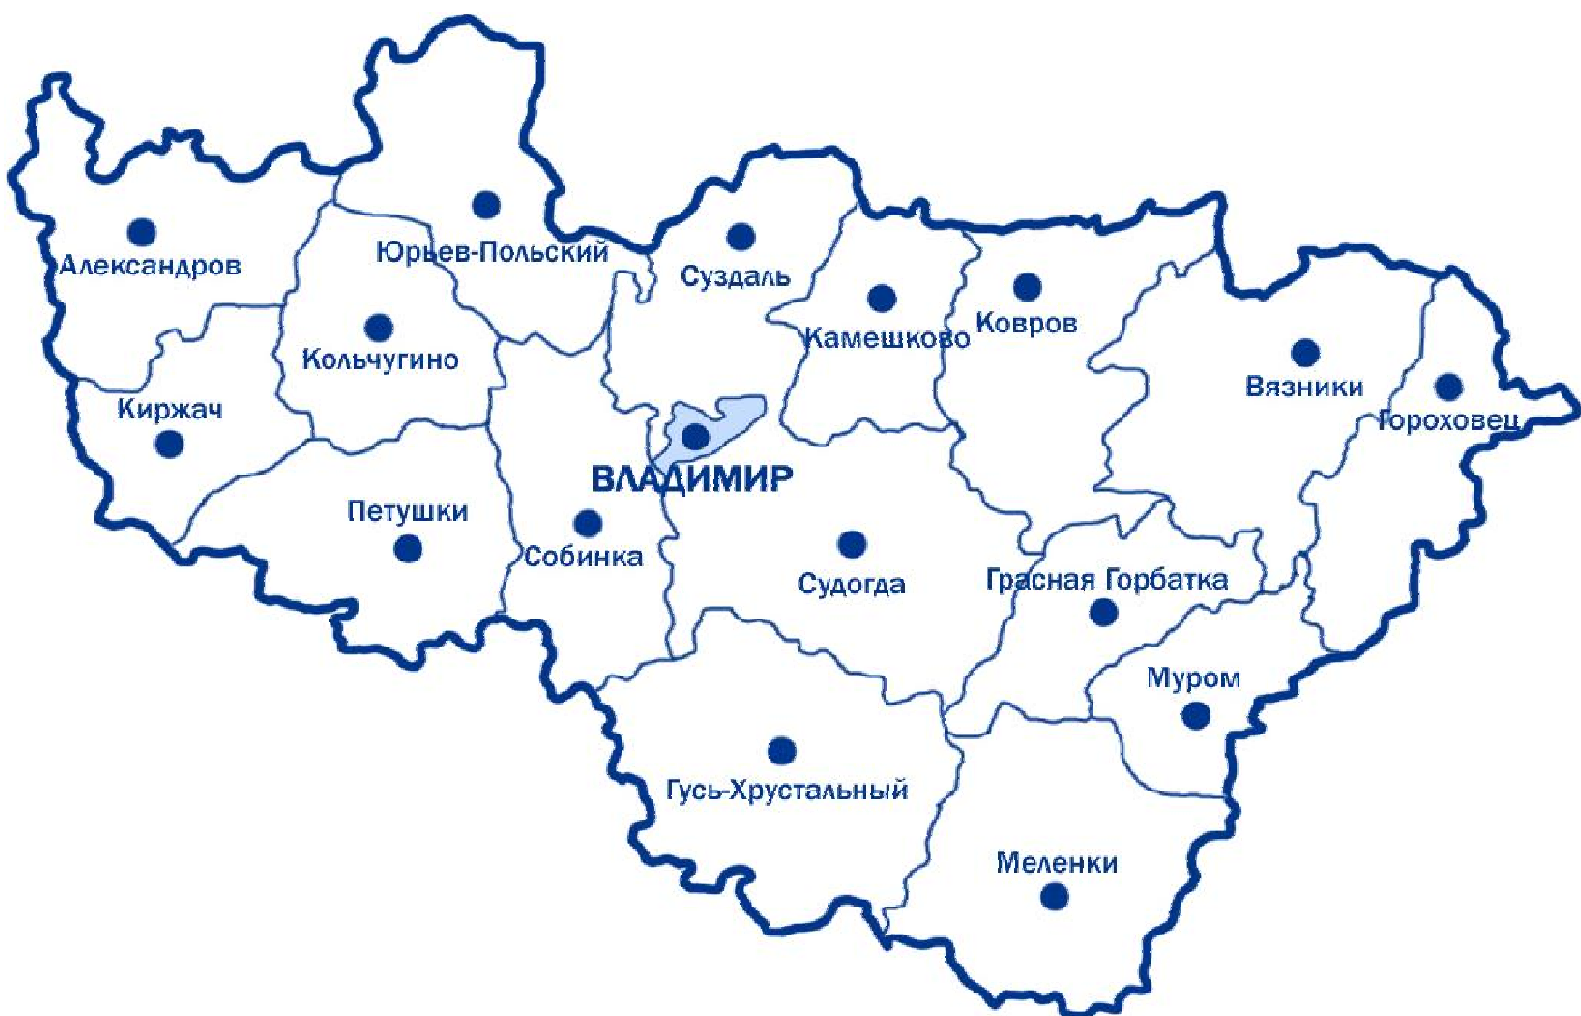 Юрьев-Польский
Александров
Суздаль
Ковров
Камешково
Кольчугино
Вязники
Киржач
Гороховец
ВЛАДИМИР
Петушки
Собинка
Судогда
Грасная Горбатка
Муром
Гусь-Хрустальный
Меленки